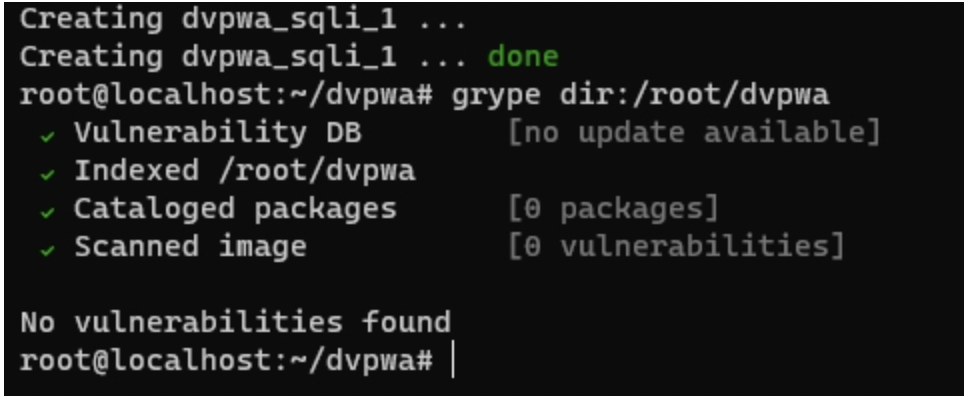 Creating dvpwa_sqli_1 ...
Creating dvpwa_sqli_1 ... done
root@localhost:~/dvpwa# grype dir:/root/dvpwa
✓ Vulnerability DB [no update available]
✓ Indexed /root/dvpwa
✓ Cataloged packages [0 packages]
✓ Scanned image [0 vulnerabilities]
No vulnerabilities found
root@localhost:~/dvpwa#